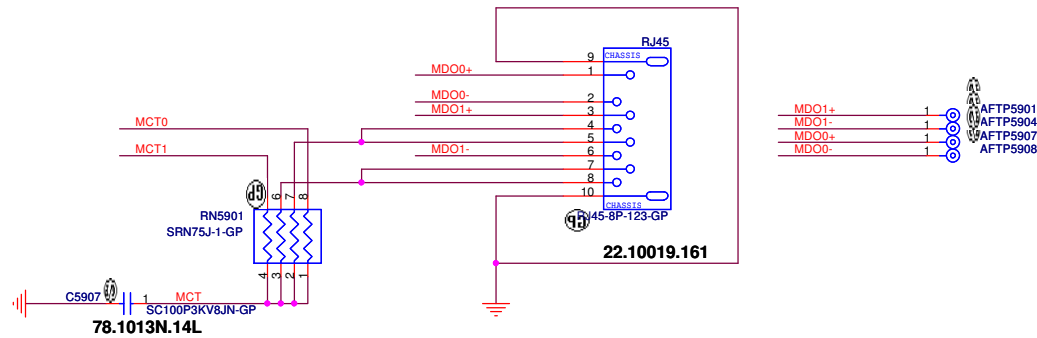 RJ45
9
CHASSIS
MDO0+
1
MDO0-
2
MDO1+
3
MCT0
4
5
MCT1
MDO1-
6
7
8
10
CHASSIS
RJ45-8P-123-GP
GP
22.10019.161
MDO1+
1
AFTP5901
MDO1-
1
AFTP5904
MDO0+
1
AFTP5907
MDO0-
1
AFTP5908
GP
5
6
7
8
RN5901
SRN75J-1-GP
4
3
2
1
C5907
1
MCT
SC100P3KV8JN-GP
78.1013N.14L